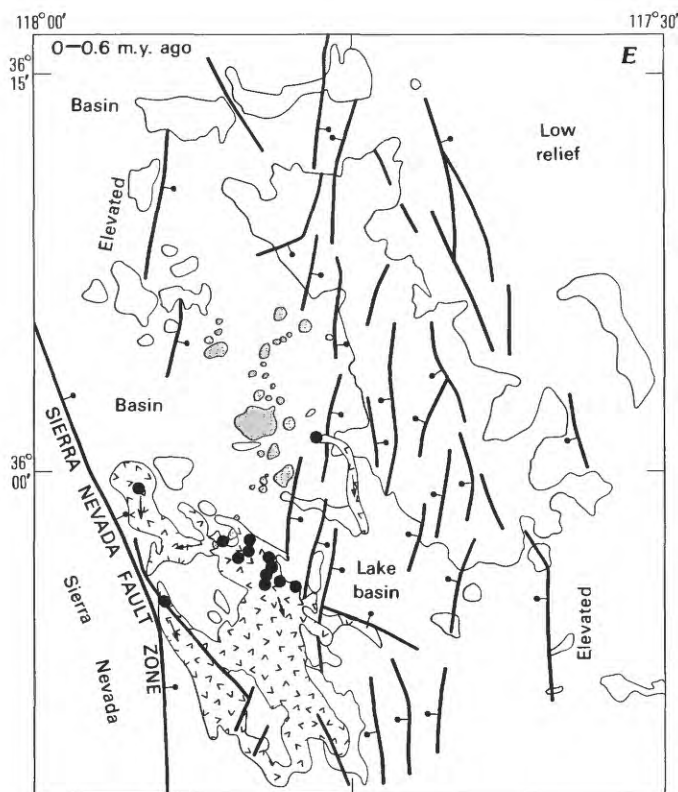 118°00'
117°30'
36°
15'
0–0.6 m.y. ago
E
Basin
Low
relief
Elevated
Basin
36°
00'
SIERRA NEVADA FAULT ZONE
Sierra
Nevada
Lake
basin
Elevated